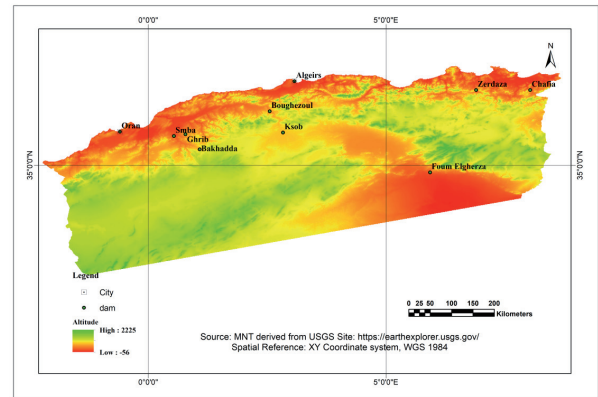 0°0'0" 5°0'0"E
N
Algeirs
Zerdaza
Chafia
Boughezoul
Oran
Ksob
Ghrib
Bakhadda
35°0'0"N
35°0'0"N
Foum Elgherza
Legend
City
dam
Altitude
High : 2225
Low : -56
0 25 50 100 150 200
Kilometers
Source: MNT derived from USGS Site: https://earthexplorer.usgs.gov/
Spatial Reference: XY Coordinate system, WGS 1984
0°0'0" 5°0'0"E